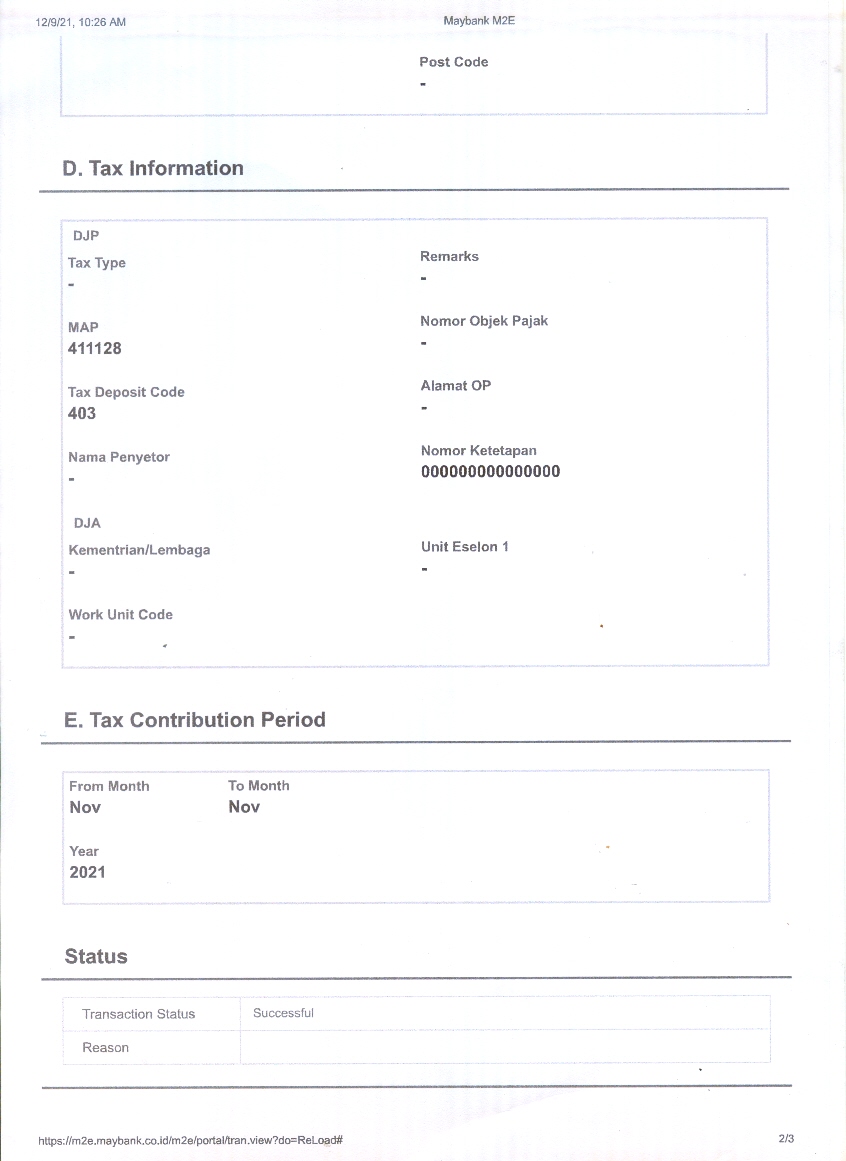 12/9/21, 10:26 AM Maybank M2E
Post Code
-
D. Tax Information
DJP
Tax Type
-
Remarks
-
MAP
411128
Nomor Objek Pajak
-
Tax Deposit Code
403
Alamat OP
-
Nama Penyetor
-
Nomor Ketetapan
000000000000000
DJA
Kementrian/Lembaga
-
Unit Eselon 1
-
Work Unit Code
-
E. Tax Contribution Period
From Month To Month
Nov Nov
Year
2021
Status
Transaction Status Successful
Reason
https://m2e.maybank.co.id/m2e/portal/tran.view?do=ReLoad# 2/3